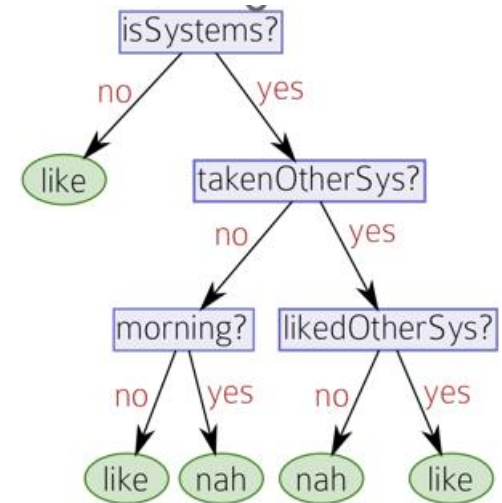 isSystems?
no yes
like takenOtherSys?
no yes
morning? likedOtherSys?
no yes no yes
like nah nah like